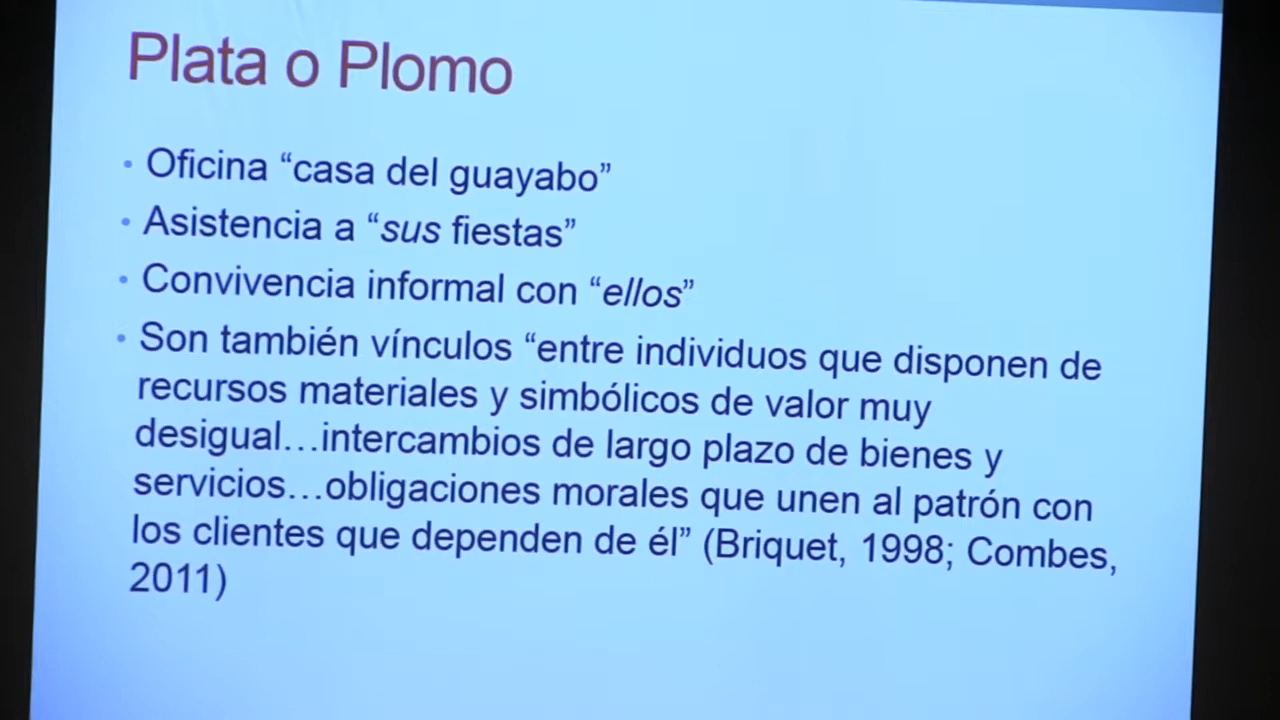 Plata o Plomo
• Oficina “casa del guayabo”
• Asistencia a “sus fiestas”
• Convivencia informal con “ellos”
• Son también vínculos “entre individuos que disponen de
recursos materiales y simbólicos de valor muy
desigual…intercambios de largo plazo de bienes y
servicios…obligaciones morales que unen al patrón con
los clientes que dependen de él” (Briquet, 1998; Combes,
2011)